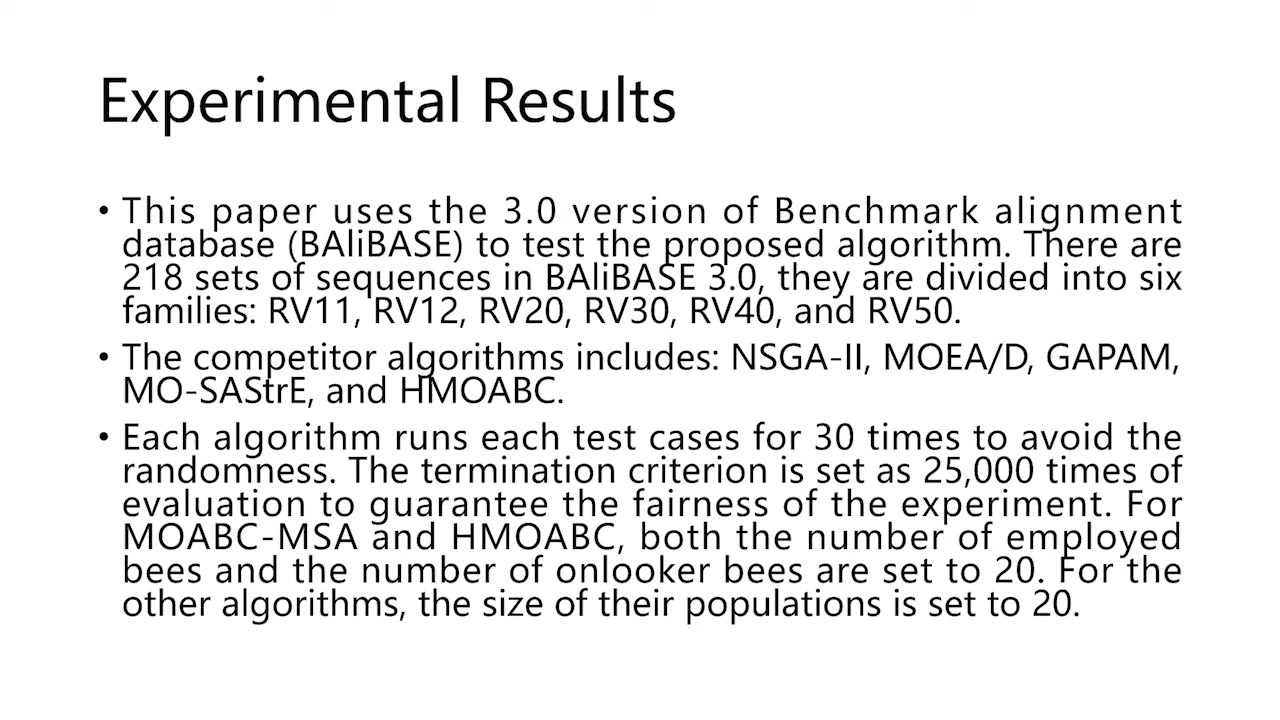 Experimental Results
• This paper uses the 3.0 version of Benchmark alignment
database (BAliBASE) to test the proposed algorithm. There are
218 sets of sequences in BAliBASE 3.0, they are divided into six
families: RV11, RV12, RV20, RV30, RV40, and RV50.
• The competitor algorithms includes: NSGA-II, MOEA/D, GAPAM,
MO-SAStrE, and HMOABC.
• Each algorithm runs each test cases for 30 times to avoid the
randomness. The termination criterion is set as 25,000 times of
evaluation to guarantee the fairness of the experiment. For
MOABC-MSA and HMOABC, both the number of employed
bees and the number of onlooker bees are set to 20. For the
other algorithms, the size of their populations is set to 20.